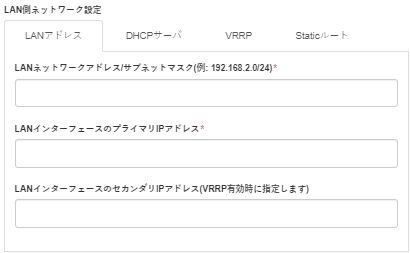 LAN側ネットワーク設定
LANアドレス DHCPサーバ VRRP Staticルート
LANネットワークアドレス/サブネットマスク(例: 192.168.2.0/24)*
LANインターフェースのプライマリIPアドレス*
LANインターフェースのセカンダリIPアドレス(VRRP有効時に指定します)